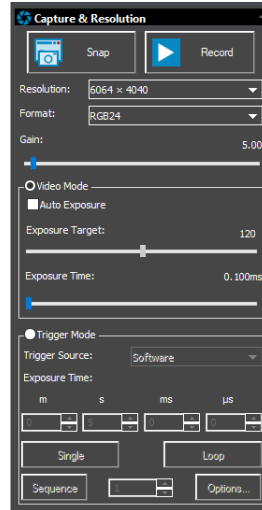 Capture & Resolution
Snap Record
Resolution: 6064 × 4040
Format: RGB24
Gain: 5.00
Video Mode
Auto Exposure
Exposure Target: 120
Exposure Time: 0.100ms
Trigger Mode
Trigger Source: Software
Exposure Time:
m s ms µs
0 5 0 0
Single Loop
Sequence 1 Options...